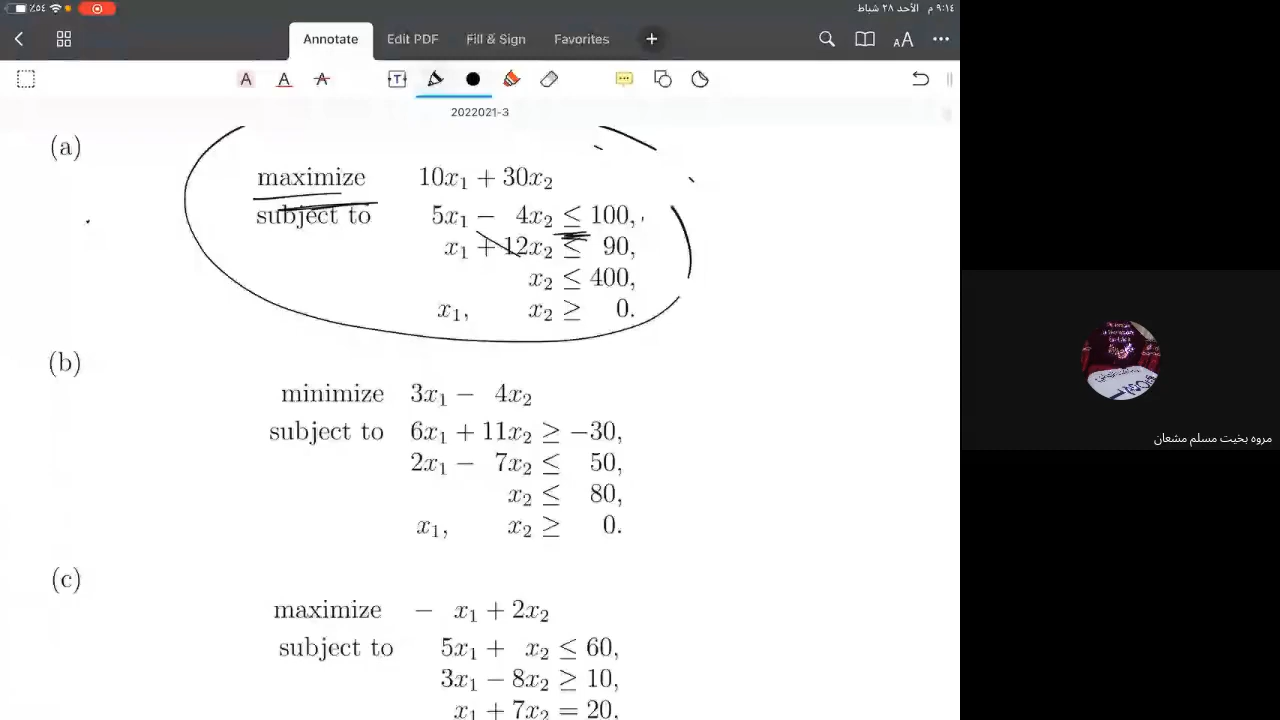 ٪٥٤ ٩:١٤ م الأحد ٢٨ شباط
Annotate Edit PDF Fill & Sign Favorites +
A A A T AA
2022021-3
(a)
maximize 10x₁ + 30x₂
subject to 5x₁ − 4x₂ ≤ 100,
x₁ + 12x₂ ≤ 90,
x₂ ≤ 400,
x₁, x₂ ≥ 0.
(b)
minimize 3x₁ − 4x₂
subject to 6x₁ + 11x₂ ≥ −30,
2x₁ − 7x₂ ≤ 50,
x₂ ≤ 80,
x₁, x₂ ≥ 0.
(c)
maximize − x₁ + 2x₂
subject to 5x₁ + x₂ ≤ 60,
3x₁ − 8x₂ ≥ 10,
x₁ + 7x₂ = 20,
مروه بخيت مسلم مشعان